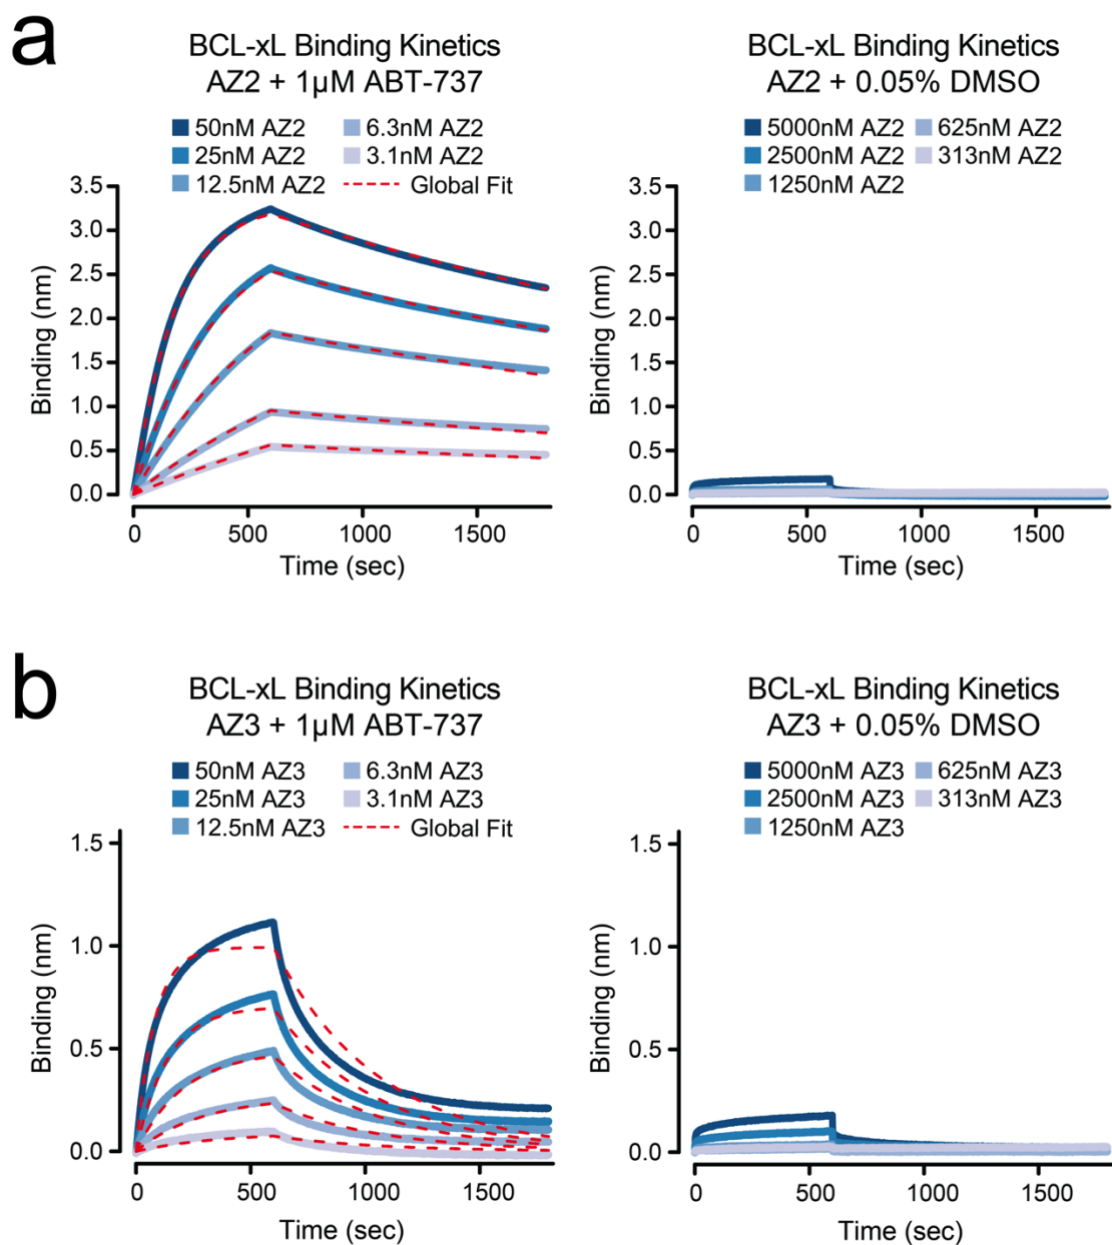 a
BCL-xL Binding Kinetics
AZ2 + 1µM ABT-737
50nM AZ2
6.3nM AZ2
25nM AZ2
3.1nM AZ2
12.5nM AZ2
Global Fit
3.5
3.0
2.5
2.0
1.5
1.0
0.5
0.0
Binding (nm)
0 500 1000 1500
Time (sec)
BCL-xL Binding Kinetics
AZ2 + 0.05% DMSO
5000nM AZ2
625nM AZ2
2500nM AZ2
313nM AZ2
1250nM AZ2
3.5
3.0
2.5
2.0
1.5
1.0
0.5
0.0
Binding (nm)
0 500 1000 1500
Time (sec)
b
BCL-xL Binding Kinetics
AZ3 + 1µM ABT-737
50nM AZ3
6.3nM AZ3
25nM AZ3
3.1nM AZ3
12.5nM AZ3
Global Fit
1.5
1.0
0.5
0.0
Binding (nm)
0 500 1000 1500
Time (sec)
BCL-xL Binding Kinetics
AZ3 + 0.05% DMSO
5000nM AZ3
625nM AZ3
2500nM AZ3
313nM AZ3
1250nM AZ3
1.5
1.0
0.5
0.0
Binding (nm)
0 500 1000 1500
Time (sec)